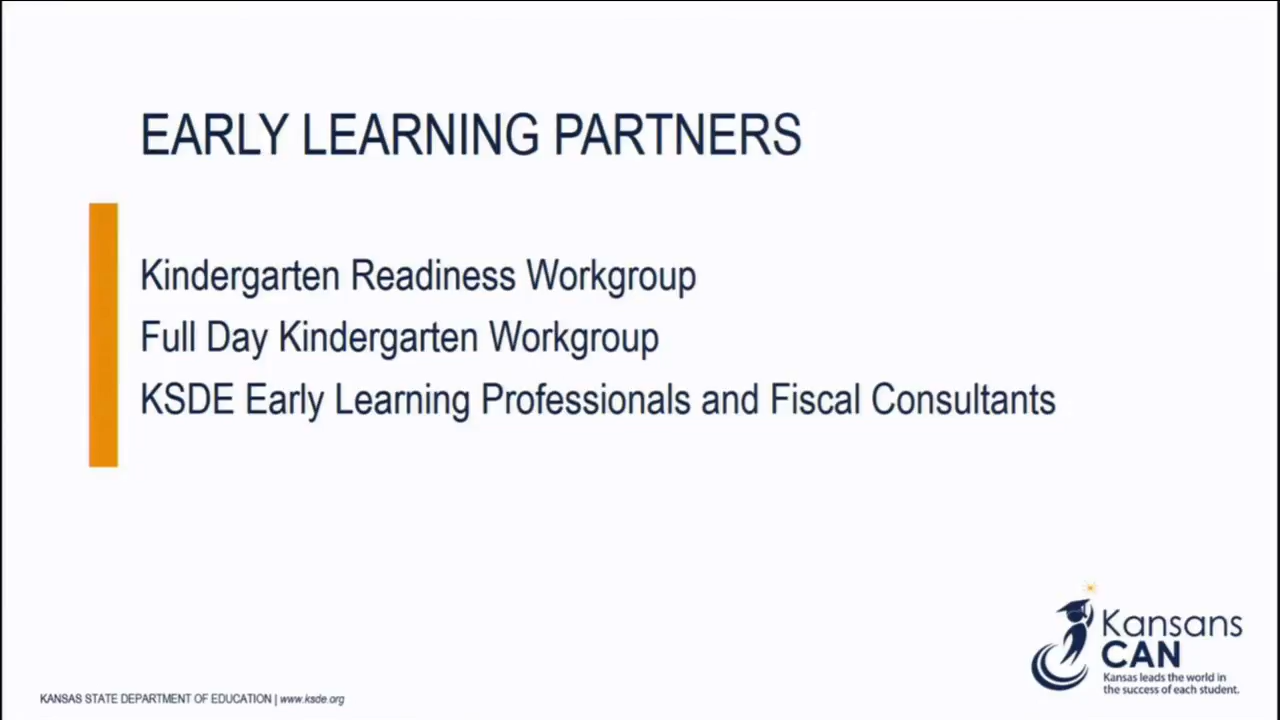 EARLY LEARNING PARTNERS
Kindergarten Readiness Workgroup
Full Day Kindergarten Workgroup
KSDE Early Learning Professionals and Fiscal Consultants
Kansans
CAN
Kansas leads the world in
the success of each student.
KANSAS STATE DEPARTMENT OF EDUCATION | www.ksde.org